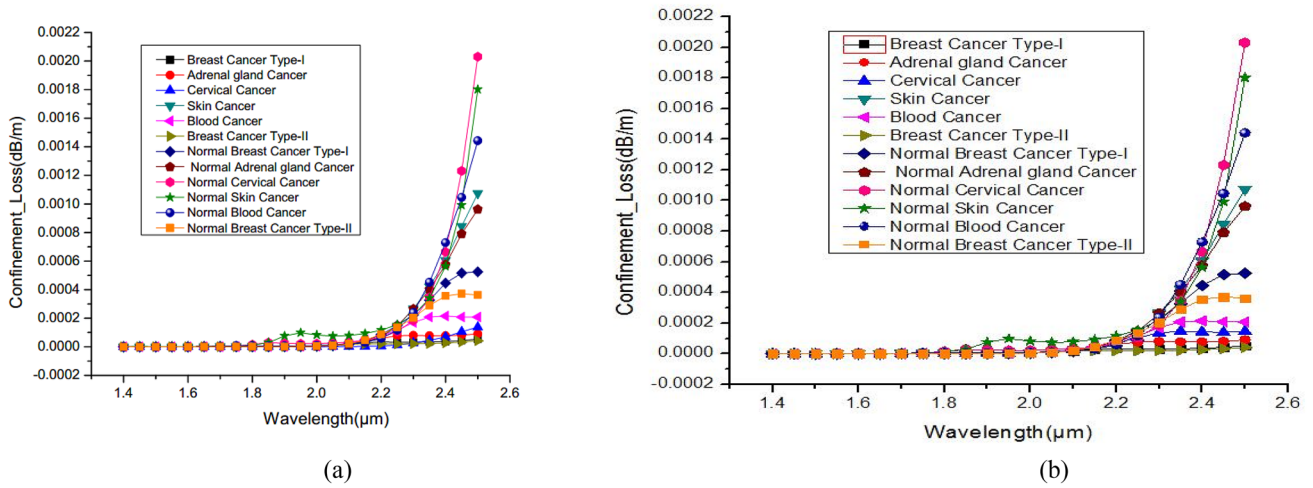 0.0022
0.0020
0.0018
0.0016
0.0014
0.0012
0.0010
0.0008
0.0006
0.0004
0.0002
0.0000
-0.0002
Confinement_Loss(dB/m)
Breast Cancer Type-I
Adrenal gland Cancer
Cervical Cancer
Skin Cancer
Blood Cancer
Breast Cancer Type-II
Normal Breast Cancer Type-I
Normal Adrenal gland Cancer
Normal Cervical Cancer
Normal Skin Cancer
Normal Blood Cancer
Normal Breast Cancer Type-II
1.4 1.6 1.8 2.0 2.2 2.4 2.6
Wavelength(µm)
(a)
0.0022
0.0020
0.0018
0.0016
0.0014
0.0012
0.0010
0.0008
0.0006
0.0004
0.0002
0.0000
-0.0002
Confinement_Loss(dB/m)
Breast Cancer Type-I
Adrenal gland Cancer
Cervical Cancer
Skin Cancer
Blood Cancer
Breast Cancer Type-II
Normal Breast Cancer Type-I
Normal Adrenal gland Cancer
Normal Cervical Cancer
Normal Skin Cancer
Normal Blood Cancer
Normal Breast Cancer Type-II
1.4 1.6 1.8 2.0 2.2 2.4 2.6
Wavelength(µm)
(b)